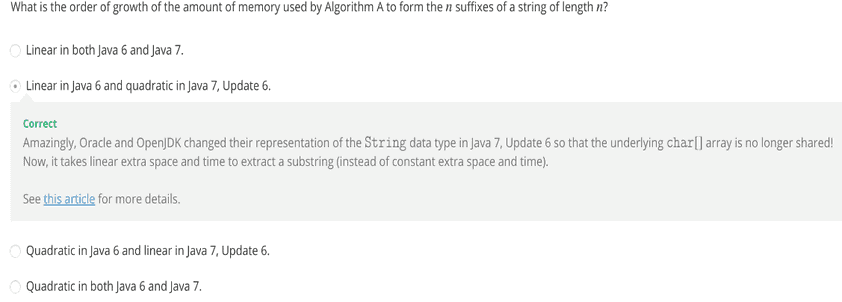 What is the order of growth of the amount of memory used by Algorithm A to form the n suffixes of a string of length n?
Linear in both Java 6 and Java 7.
Linear in Java 6 and quadratic in Java 7, Update 6.
Correct
Amazingly, Oracle and OpenJDK changed their representation of the String data type in Java 7, Update 6 so that the underlying char[] array is no longer shared!
Now, it takes linear extra space and time to extract a substring (instead of constant extra space and time).
See this article for more details.
Quadratic in Java 6 and linear in Java 7, Update 6.
Quadratic in both Java 6 and Java 7.